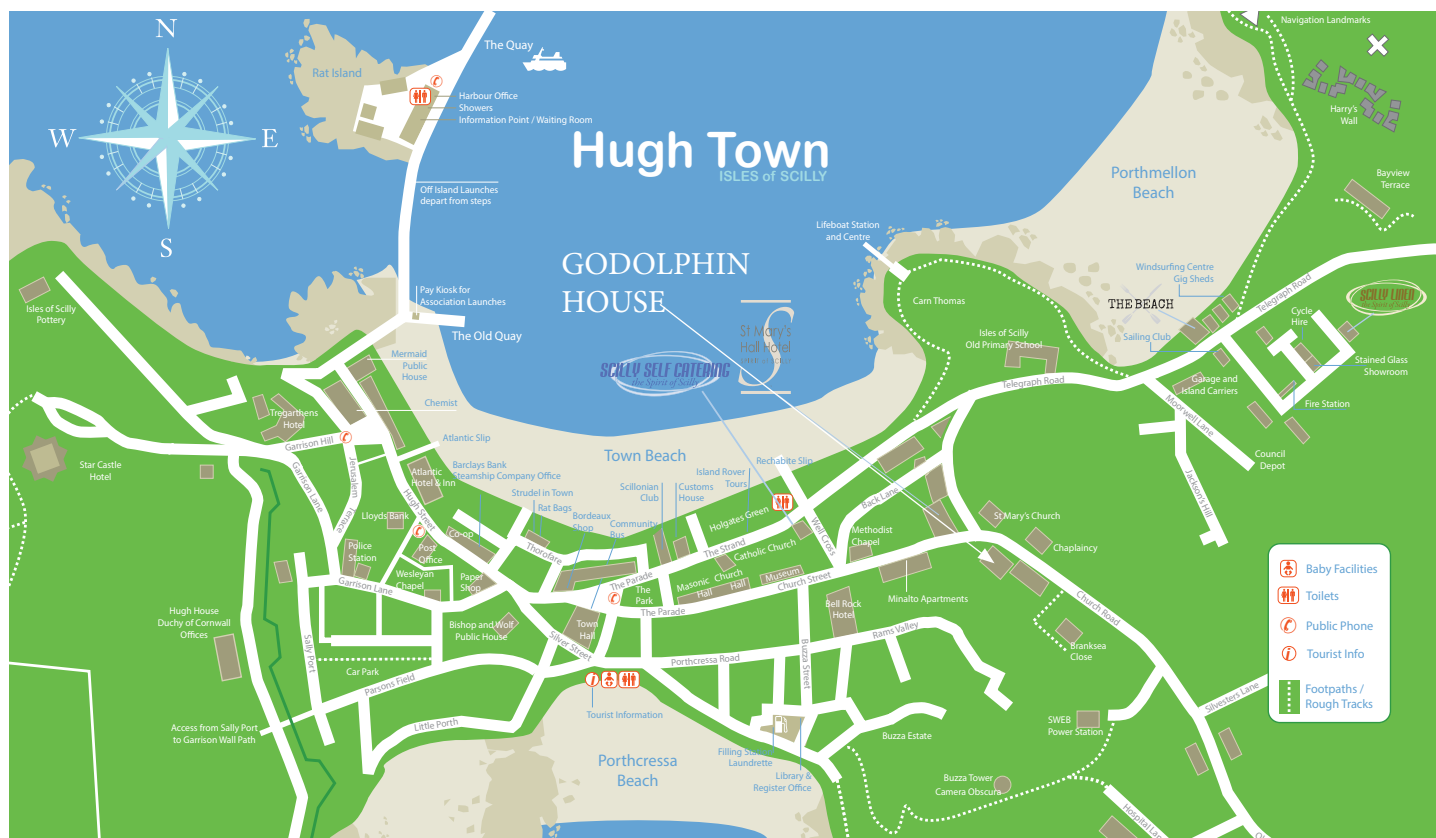 N
W
E
S
Rat Island
The Quay
Harbour Office
Showers
Information Point / Waiting Room
Hugh Town
ISLES of SCILLY
Off Island Launches
depart from steps
Pay Kiosk for
Association Launches
The Old Quay
GODOLPHIN
HOUSE
St Mary's
Hall Hotel
SCILLY SELF CATERING
the Spirit of Scilly
Lifeboat Station
and Centre
Carn Thomas
Isles of Scilly
Old Primary School
Porthmellon
Beach
Navigation Landmarks
Harry's
Wall
Bayview
Terrace
Windsurfing Centre
Gig Sheds
THE BEACH
Sailing Club
Telegraph Road
Telegraph Road
SCILLY LINEN
the Spirit of Scilly
Cycle
Hire
Stained Glass
Showroom
Garage and
Island Carriers
Fire Station
Moorwell Lane
Council
Depot
Jackson's Hill
Isles of Scilly
Pottery
Mermaid
Public
House
Chemist
Tregarthens
Hotel
Garrison Hill
Star Castle
Hotel
Atlantic Slip
Atlantic
Hotel & Inn
Barclays Bank
Steamship Company Office
Garrison Lane
Jerusalem
Terrace
Hugh Street
Lloyds Bank
Co-op
Post
Office
Police
Station
Garrison Lane
Wesleyan
Chapel
Paper
Shop
Strudel in Town
Rat Bags
Bordeaux
Shop
Community
Bus
Thorofare
Town Beach
Scillonian
Club
Customs
House
Island Rover
Tours
Rechabite Slip
Holgates Green
The Strand
The Parade
The
Park
The Parade
Catholic Church
Masonic
Hall
Church
Hall
Museum
Church Street
Well Cross
Back Lane
Methodist
Chapel
St Mary's Church
Chaplaincy
Minalto Apartments
Church Road
Bell Rock
Hotel
Rams Valley
Branksea
Close
Hugh House
Duchy of Cornwall
Offices
Sally Port
Bishop and Wolf
Public House
Town
Hall
Silver Street
Car Park
Parsons Field
Porthcressa Road
Buzza Street
Little Porth
Access from Sally Port
to Garrison Wall Path
Tourist Information
Porthcressa
Beach
Filling Station
Laundrette
Library &
Register Office
Buzza Estate
SWEB
Power Station
Silvesters Lane
Buzza Tower
Camera Obscura
Baby Facilities
Toilets
Public Phone
Tourist Info
Footpaths /
Rough Tracks